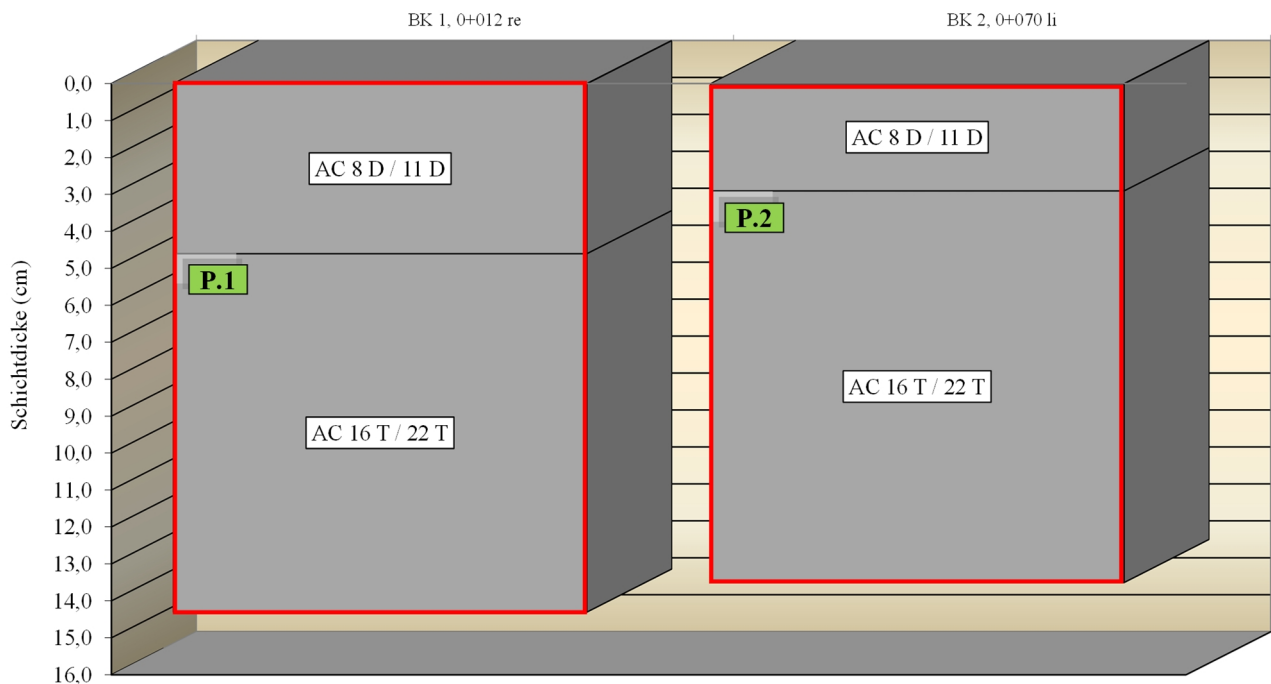 BK 1, 0+012 re
BK 2, 0+070 li
Schichtdicke (cm)
0,0
1,0
2,0
3,0
4,0
5,0
6,0
7,0
8,0
9,0
10,0
11,0
12,0
13,0
14,0
15,0
16,0
AC 8 D / 11 D
P.1
AC 16 T / 22 T
AC 8 D / 11 D
P.2
AC 16 T / 22 T